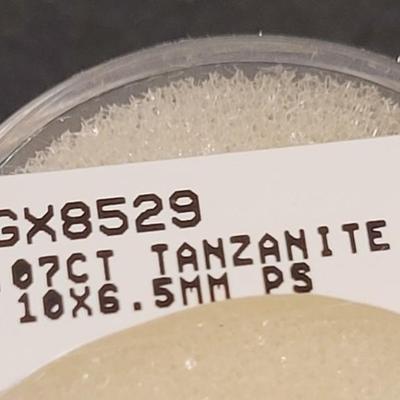 GX8529
.07CT TANZANITE
10X6.5MM PS